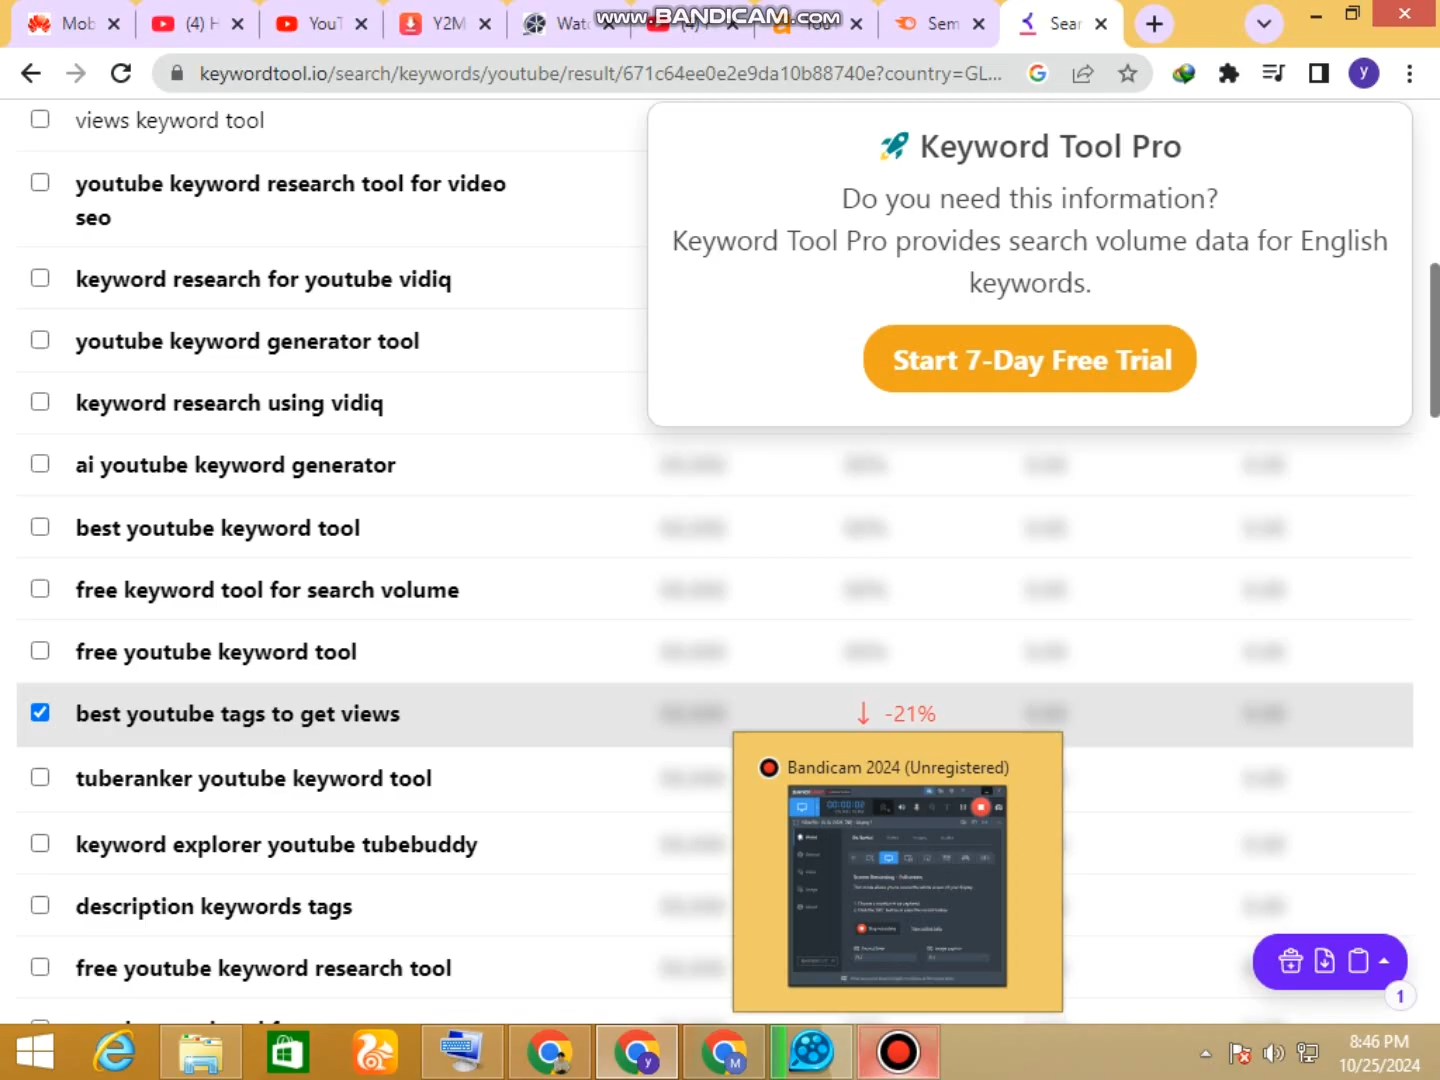 www.BANDICAM.com
Mob
(4)
YouT
Y2M
Wat
Sem
Sear
keywordtool.io/search/keywords/youtube/result/671c64ee0e2e9da10b88740e?country=GL...
y
views keyword tool
youtube keyword research tool for video
seo
keyword research for youtube vidiq
youtube keyword generator tool
keyword research using vidiq
ai youtube keyword generator
best youtube keyword tool
free keyword tool for search volume
free youtube keyword tool
best youtube tags to get views
-21%
tuberanker youtube keyword tool
keyword explorer youtube tubebuddy
description keywords tags
free youtube keyword research tool
Keyword Tool Pro
Do you need this information?
Keyword Tool Pro provides search volume data for English
keywords.
Start 7-Day Free Trial
Bandicam 2024 (Unregistered)
00:00:02
1
y
M
8:46 PM
10/25/2024